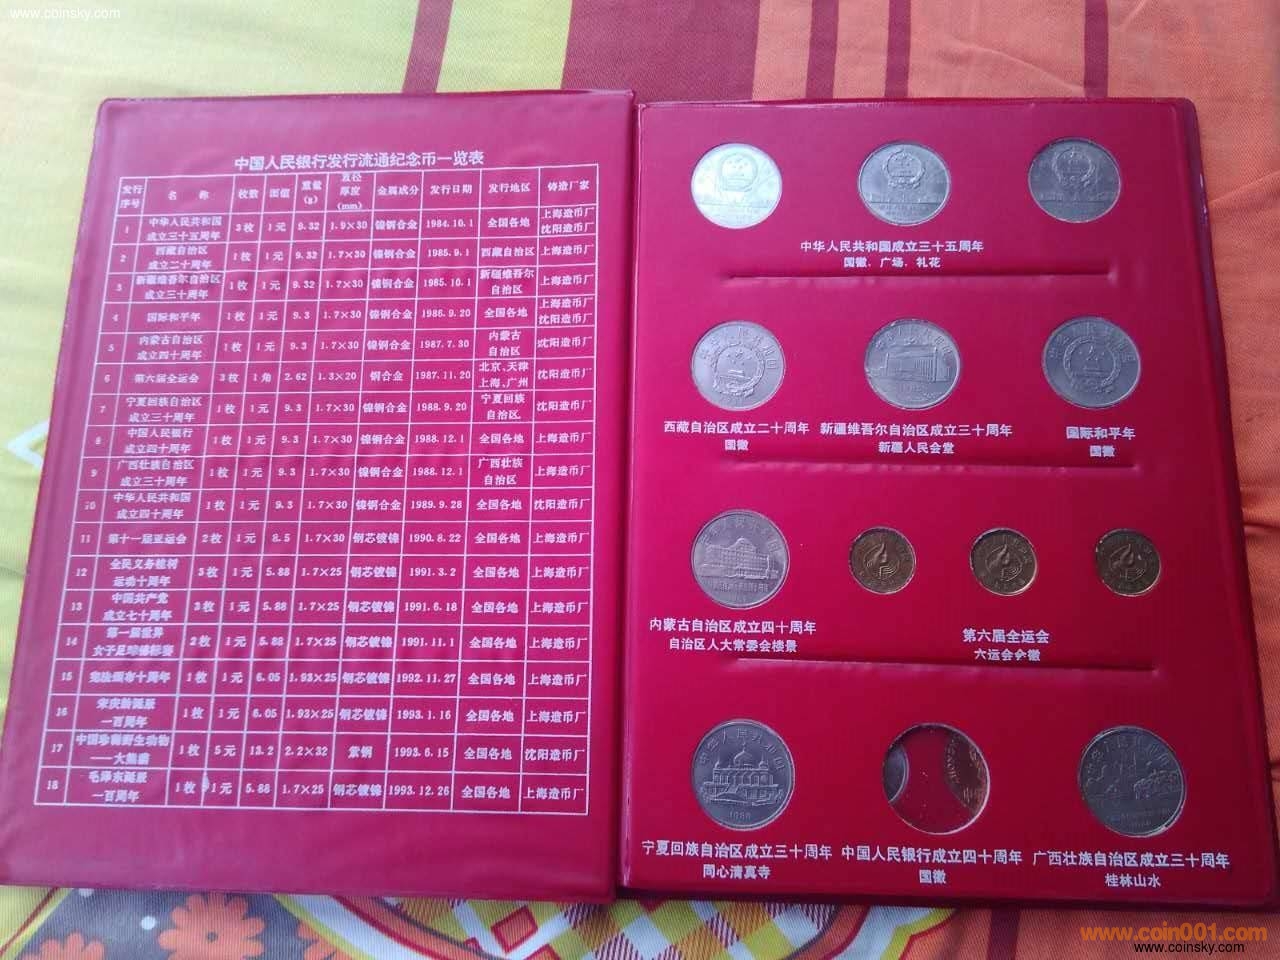 www.coinsky.com
中国人民银行发行流通纪念币一览表
发行序号 名 称 枚数 面值 重量(g) 直径厚度(mm) 金属成分 发行日期 发行地区 铸造厂家
1 中华人民共和国成立三十五周年 3枚 1元 9.32 1.9×30 镍铜合金 1984.10.1 全国各地 上海造币厂 沈阳造币厂
2 西藏自治区成立二十周年 1枚 1元 9.32 1.7×30 镍铜合金 1985.9.1 西藏自治区 上海造币厂
3 新疆维吾尔自治区成立三十周年 1枚 1元 9.32 1.7×30 镍铜合金 1985.10.1 新疆维吾尔自治区 上海造币厂
4 国际和平年 1枚 1元 9.3 1.7×30 镍铜合金 1986.9.20 全国各地 上海造币厂 沈阳造币厂
5 内蒙古自治区成立四十周年 1枚 1元 9.3 1.7×30 镍铜合金 1987.7.30 内蒙古自治区 沈阳造币厂
6 第六届全运会 3枚 1角 2.62 1.3×20 铜合金 1987.11.20 北京、天津上海、广州 沈阳造币厂
7 宁夏回族自治区成立三十周年 1枚 1元 9.3 1.7×30 镍铜合金 1988.9.20 宁夏回族自治区 沈阳造币厂
8 中国人民银行成立四十周年 1枚 1元 9.3 1.7×30 镍铜合金 1988.12.1 全国各地 上海造币厂
9 广西壮族自治区成立三十周年 1枚 1元 9.3 1.7×30 镍铜合金 1988.12.1 广西壮族自治区 上海造币厂
10 中华人民共和国成立四十周年 1枚 1元 9.3 1.7×30 镍铜合金 1989.9.28 全国各地 沈阳造币厂
11 第十一届亚运会 2枚 1元 8.5 1.7×30 钢芯镀镍 1990.8.22 全国各地 上海造币厂
12 全民义务植树运动十周年 3枚 1元 5.88 1.7×25 钢芯镀镍 1991.3.2 全国各地 上海造币厂
13 中国共产党成立七十周年 3枚 1元 5.88 1.7×25 钢芯镀镍 1991.6.18 全国各地 上海造币厂
14 第一届世界女子足球锦标赛 2枚 1元 5.88 1.7×25 钢芯镀镍 1991.11.1 全国各地 上海造币厂
15 宪法颁布十周年 1枚 1元 6.05 1.93×25 钢芯镀镍 1992.11.27 全国各地 上海造币厂
16 宋庆龄诞辰一百周年 1枚 1元 6.05 1.93×25 钢芯镀镍 1993.1.16 全国各地 上海造币厂
17 中国珍稀野生动物——大熊猫 1枚 5元 13.2 2.2×32 紫铜 1993.6.15 全国各地 沈阳造币厂
18 毛泽东诞辰一百周年 1枚 1元 5.88 1.7×25 钢芯镀镍 1993.12.26 全国各地 上海造币厂
中华人民共和国成立三十五周年
国徽、广场、礼花
西藏自治区成立二十周年 新疆维吾尔自治区成立三十周年 国际和平年
国徽 新疆人民会堂 国徽
内蒙古自治区成立四十周年 第六届全运会
自治区人大常委会楼景 六运会会徽
1988
宁夏回族自治区成立三十周年 中国人民银行成立四十周年 广西壮族自治区成立三十周年
同心清真寺 国徽 桂林山水
www.coin001.com
www.coinsky.com